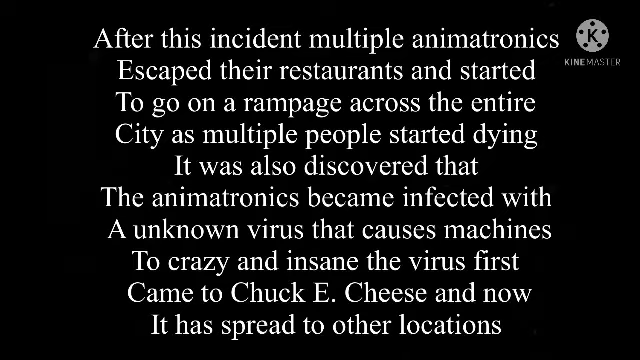 After this incident multiple animatronics
Escaped their restaurants and started
To go on a rampage across the entire
City as multiple people started dying
It was also discovered that
The animatronics became infected with
A unknown virus that causes machines
To crazy and insane the virus first
Came to Chuck E. Cheese and now
It has spread to other locations
KINEMASTER